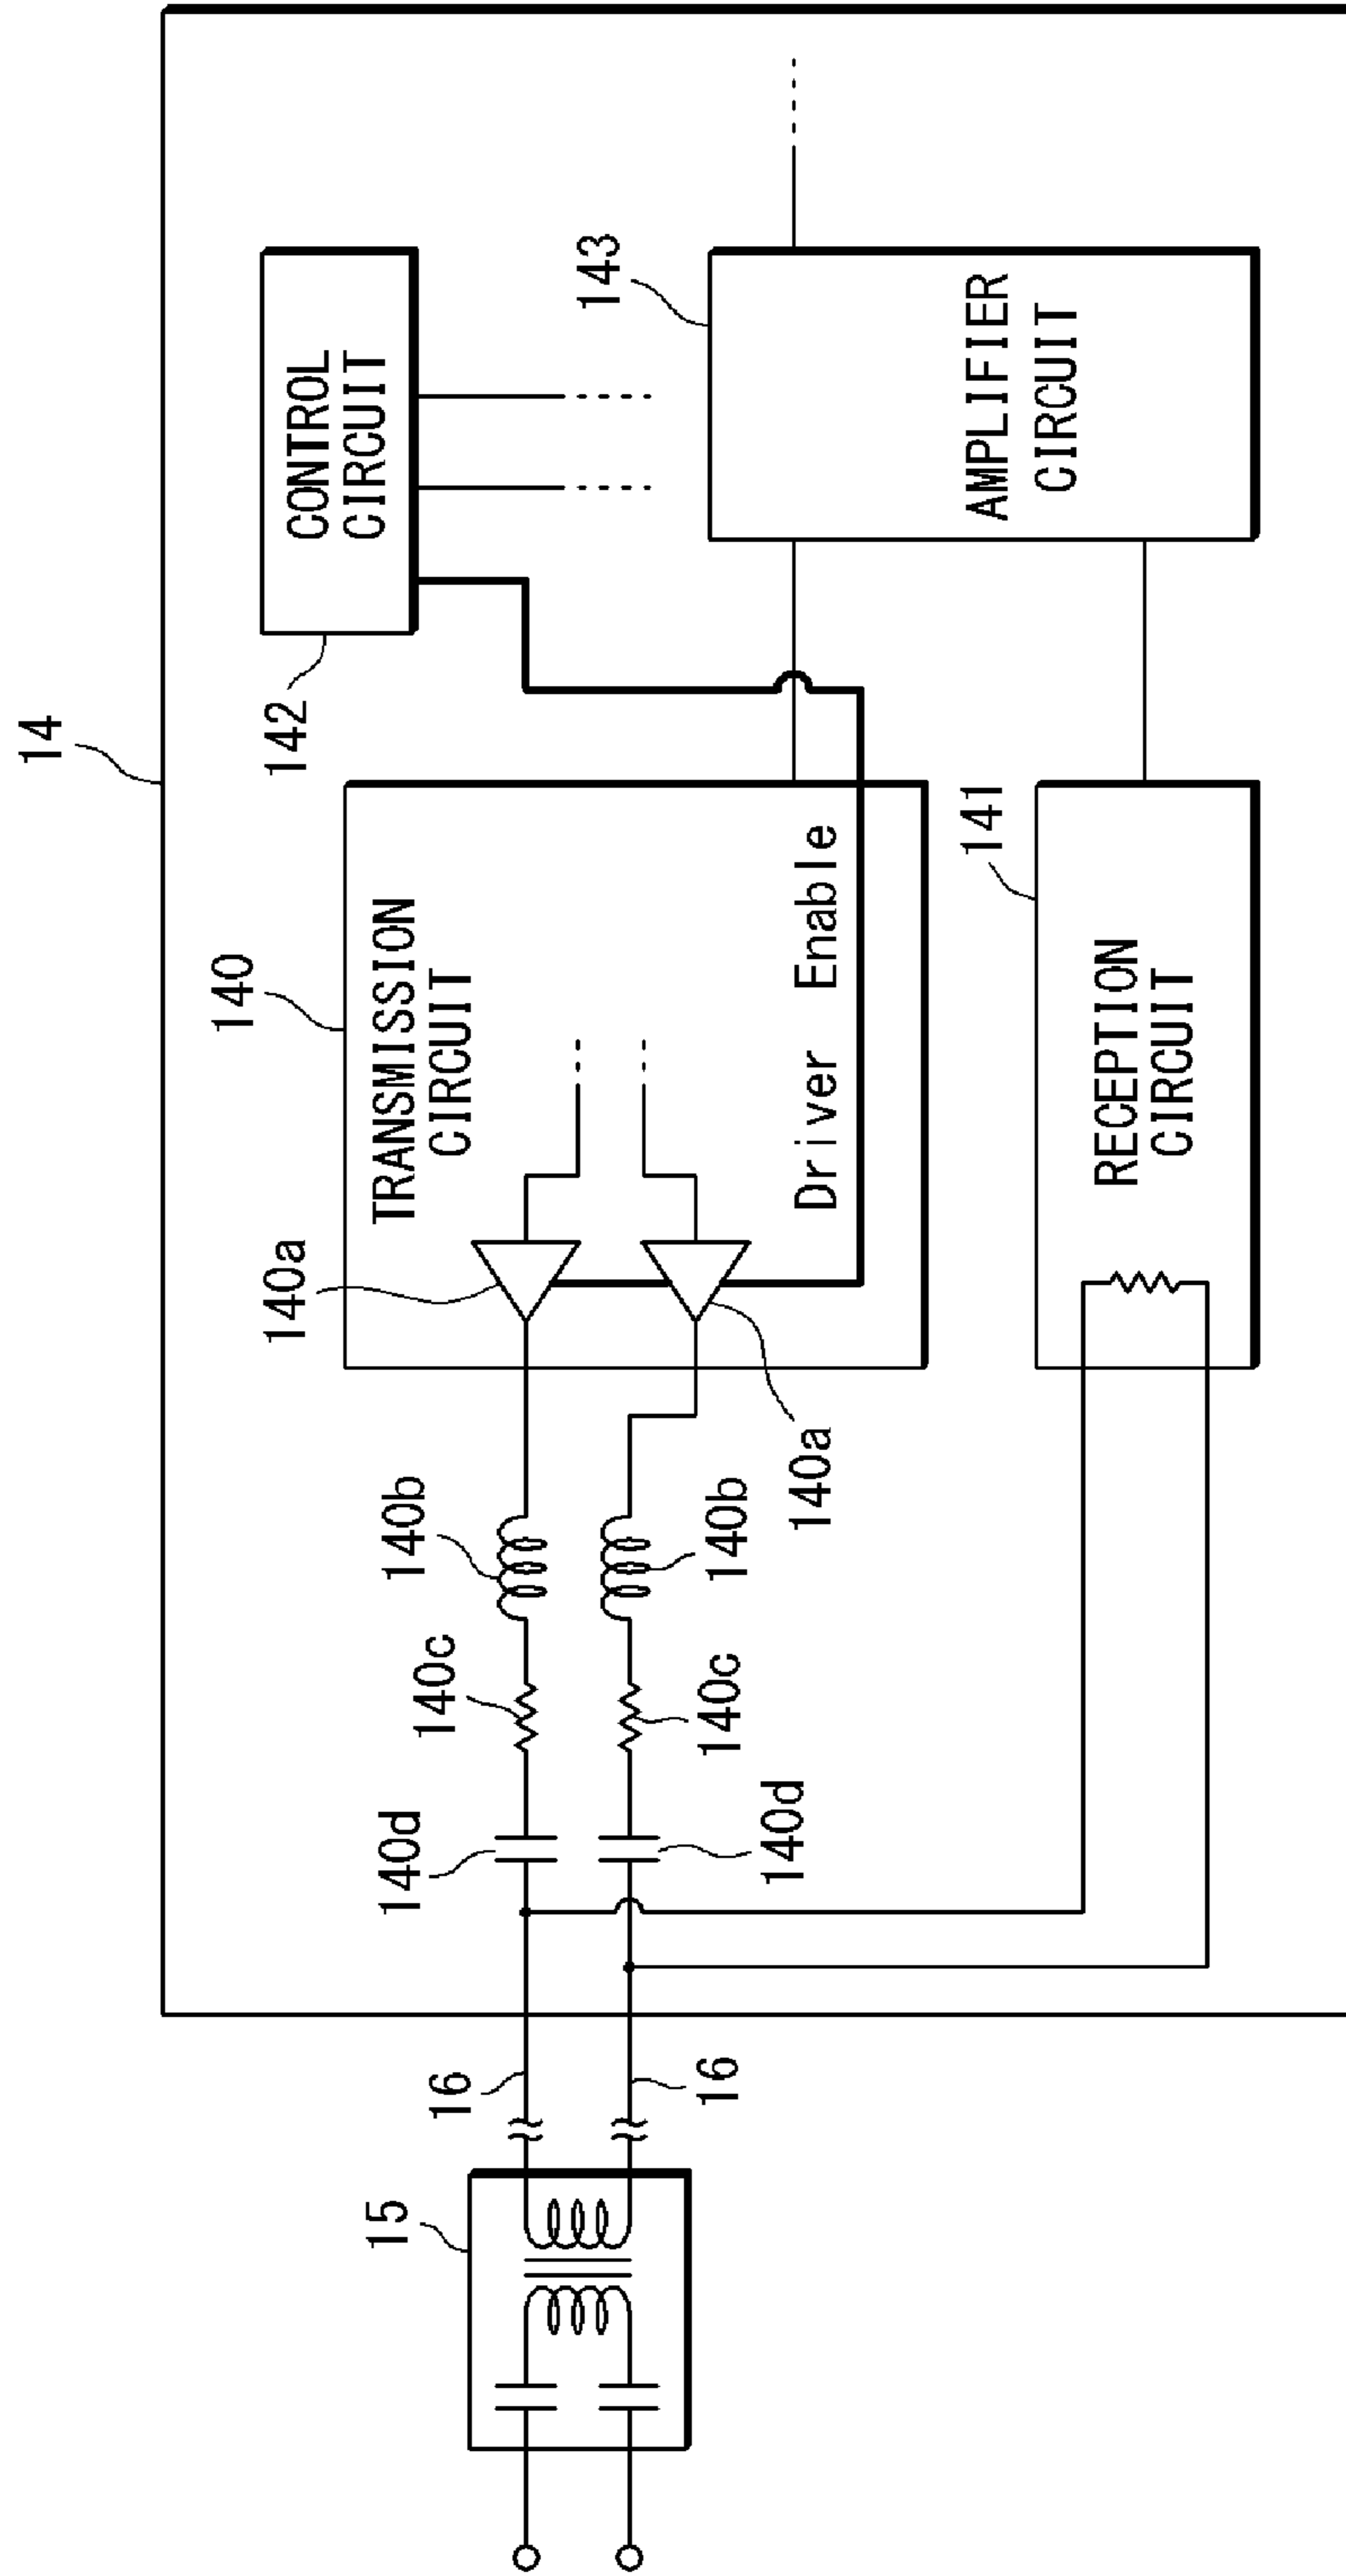 14
CONTROL
CIRCUIT
142
143
AMPLIFIER
CIRCUIT
140
TRANSMISSION
CIRCUIT
Driver Enable
140a
140a
141
RECEPTION
CIRCUIT
140b
140b
140c
140c
140d
140d
16
16
15